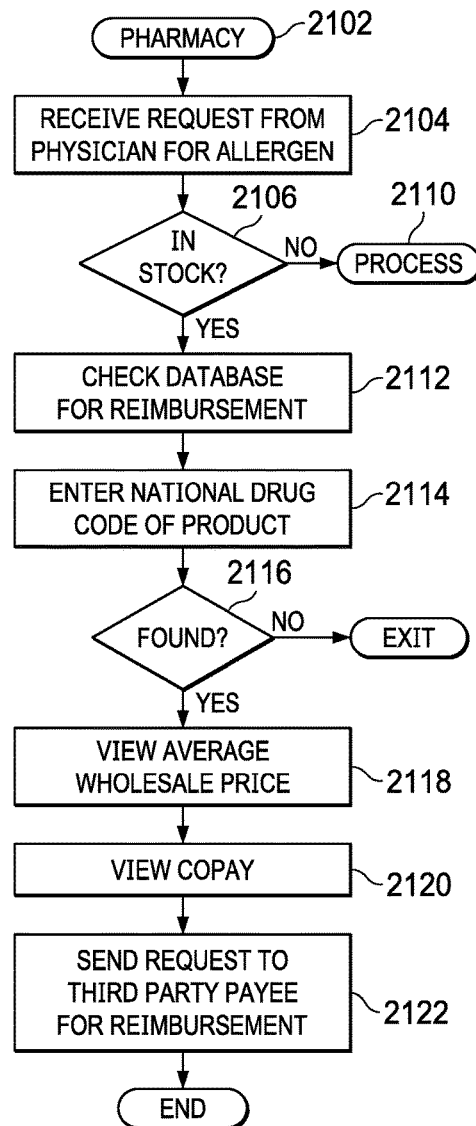 PHARMACY
2102
RECEIVE REQUEST FROM
PHYSICIAN FOR ALLERGEN
2104
2106
IN
STOCK?
NO
2110
PROCESS
YES
CHECK DATABASE
FOR REIMBURSEMENT
2112
ENTER NATIONAL DRUG
CODE OF PRODUCT
2114
2116
FOUND?
NO
EXIT
YES
VIEW AVERAGE
WHOLESALE PRICE
2118
VIEW COPAY
2120
SEND REQUEST TO
THIRD PARTY PAYEE
FOR REIMBURSEMENT
2122
END